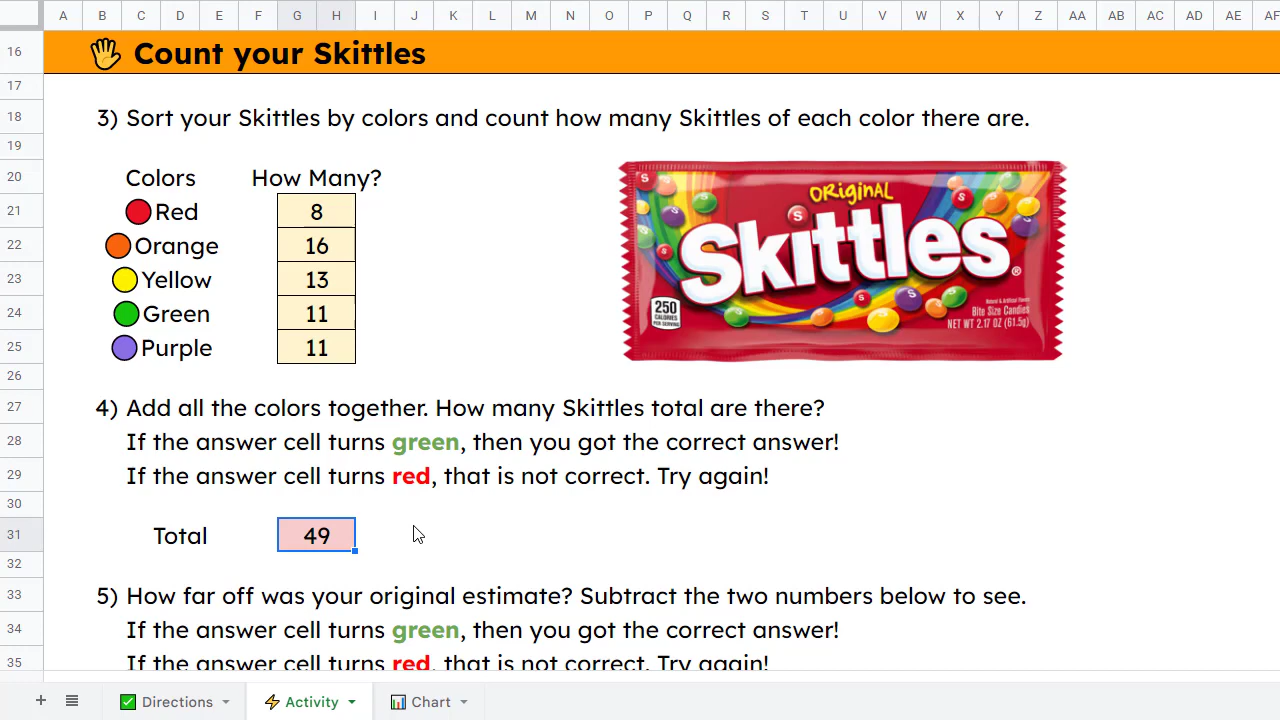 A B C D E F G H I J K L M N O P Q R S T U V W X Y Z AA AB AC AD AE AF
16 Count your Skittles
17
18 3) Sort your Skittles by colors and count how many Skittles of each color there are.
19
20 Colors How Many?
21 Red 8
22 Orange 16
23 Yellow 13
24 Green 11
25 Purple 11
ORIGINAL
Skittles®
250
CALORIES
PER SERVING
Natural & Artificial Flavors
Bite Size Candies
NET WT 2.17 OZ (61.5g)
26
27 4) Add all the colors together. How many Skittles total are there?
28 If the answer cell turns green, then you got the correct answer!
29 If the answer cell turns red, that is not correct. Try again!
30
31 Total 49
32
33 5) How far off was your original estimate? Subtract the two numbers below to see.
34 If the answer cell turns green, then you got the correct answer!
35 If the answer cell turns red, that is not correct. Try again!
+ Directions Activity Chart